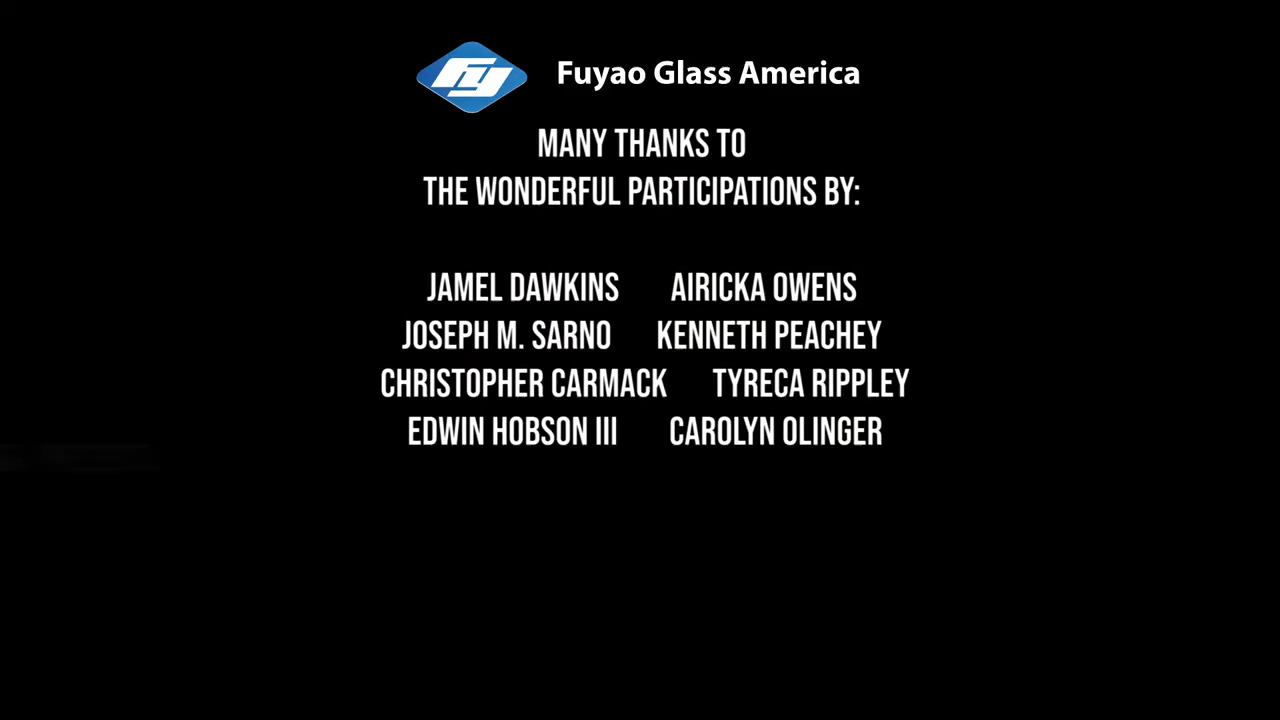 Fuyao Glass America
MANY THANKS TO
THE WONDERFUL PARTICIPATIONS BY:
JAMEL DAWKINS AIRICKA OWENS
JOSEPH M. SARNO KENNETH PEACHEY
CHRISTOPHER CARMACK TYRECA RIPPLEY
EDWIN HOBSON III CAROLYN OLINGER